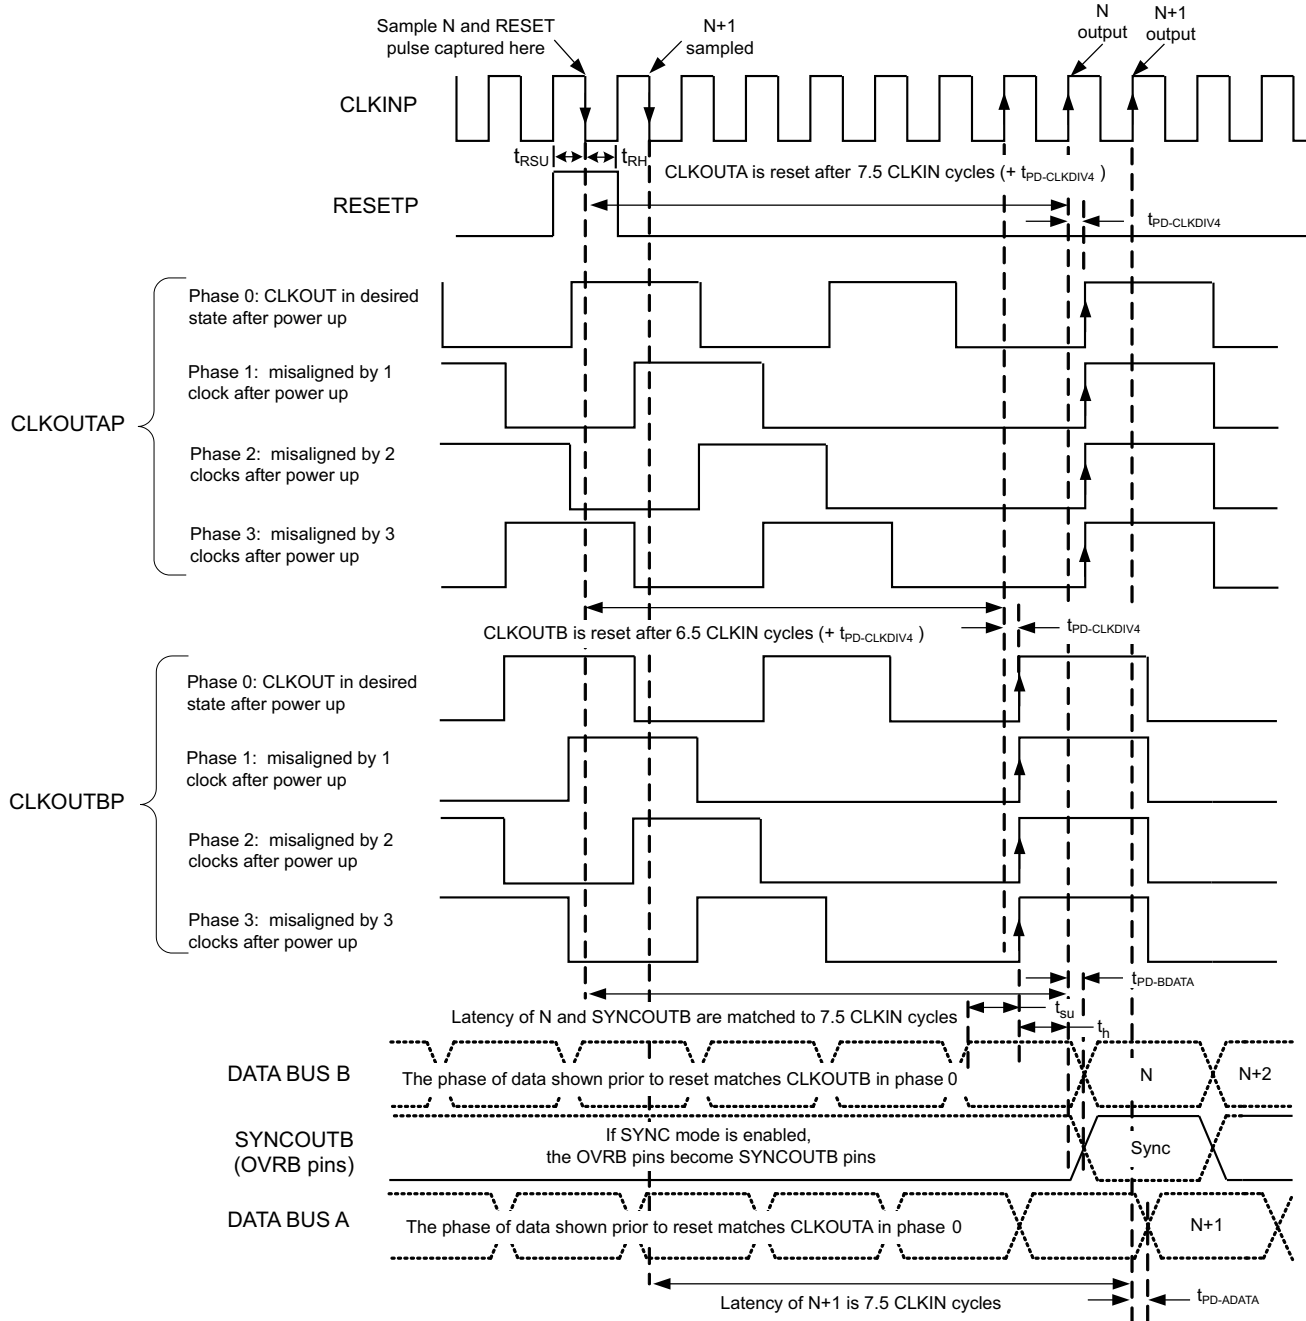 Sample N and RESET
pulse captured here
N+1
sampled
N
output
N+1
output
CLKINP
tRSU
tRH
CLKOUTA is reset after 7.5 CLKIN cycles (+ tPD-CLKDIV4 )
RESETP
tPD-CLKDIV4
CLKOUTAP
Phase 0: CLKOUT in desired
state after power up
Phase 1: misaligned by 1
clock after power up
Phase 2: misaligned by 2
clocks after power up
Phase 3: misaligned by 3
clocks after power up
CLKOUTB is reset after 6.5 CLKIN cycles (+ tPD-CLKDIV4 )
tPD-CLKDIV4
CLKOUTBP
Phase 0: CLKOUT in desired
state after power up
Phase 1: misaligned by 1
clock after power up
Phase 2: misaligned by 2
clocks after power up
Phase 3: misaligned by 3
clocks after power up
tPD-BDATA
Latency of N and SYNCOUTB are matched to 7.5 CLKIN cycles
tsu
th
DATA BUS B
The phase of data shown prior to reset matches CLKOUTB in phase 0
N
N+2
SYNCOUTB
(OVRB pins)
If SYNC mode is enabled,
the OVRB pins become SYNCOUTB pins
Sync
DATA BUS A
The phase of data shown prior to reset matches CLKOUTA in phase 0
N+1
Latency of N+1 is 7.5 CLKIN cycles
tPD-ADATA